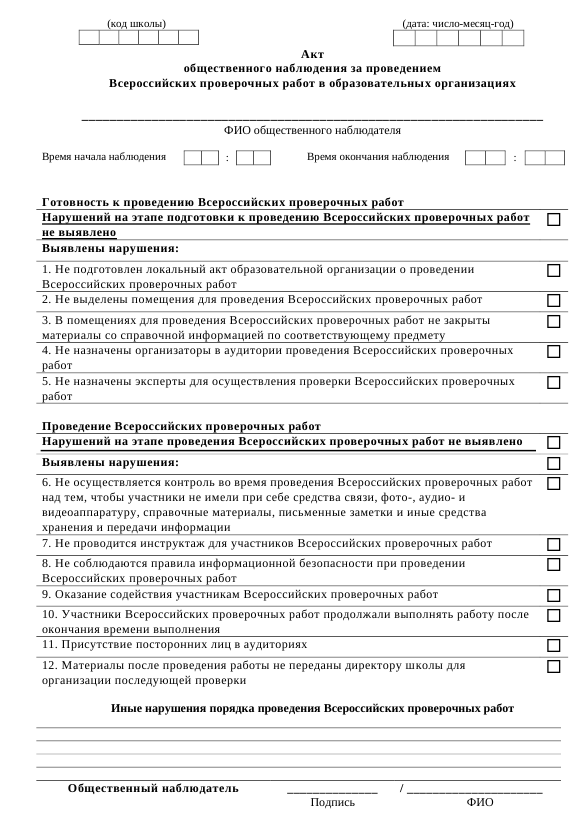 (код школы) (дата: число-месяц-год)
Акт
общественного наблюдения за проведением
Всероссийских проверочных работ в образовательных организациях
ФИО общественного наблюдателя
Время начала наблюдения : Время окончания наблюдения :
Готовность к проведению Всероссийских проверочных работ
Нарушений на этапе подготовки к проведению Всероссийских проверочных работ
не выявлено
Выявлены нарушения:
1. Не подготовлен локальный акт образовательной организации о проведении
Всероссийских проверочных работ
2. Не выделены помещения для проведения Всероссийских проверочных работ
3. В помещениях для проведения Всероссийских проверочных работ не закрыты
материалы со справочной информацией по соответствующему предмету
4. Не назначены организаторы в аудитории проведения Всероссийских проверочных
работ
5. Не назначены эксперты для осуществления проверки Всероссийских проверочных
работ
Проведение Всероссийских проверочных работ
Нарушений на этапе проведения Всероссийских проверочных работ не выявлено
Выявлены нарушения:
6. Не осуществляется контроль во время проведения Всероссийских проверочных работ
над тем, чтобы участники не имели при себе средства связи, фото-, аудио- и
видеоаппаратуру, справочные материалы, письменные заметки и иные средства
хранения и передачи информации
7. Не проводится инструктаж для участников Всероссийских проверочных работ
8. Не соблюдаются правила информационной безопасности при проведении
Всероссийских проверочных работ
9. Оказание содействия участникам Всероссийских проверочных работ
10. Участники Всероссийских проверочных работ продолжали выполнять работу после
окончания времени выполнения
11. Присутствие посторонних лиц в аудиториях
12. Материалы после проведения работы не переданы директору школы для
организации последующей проверки
Иные нарушения порядка проведения Всероссийских проверочных работ
Общественный наблюдатель ______________ / _____________________
Подпись ФИО